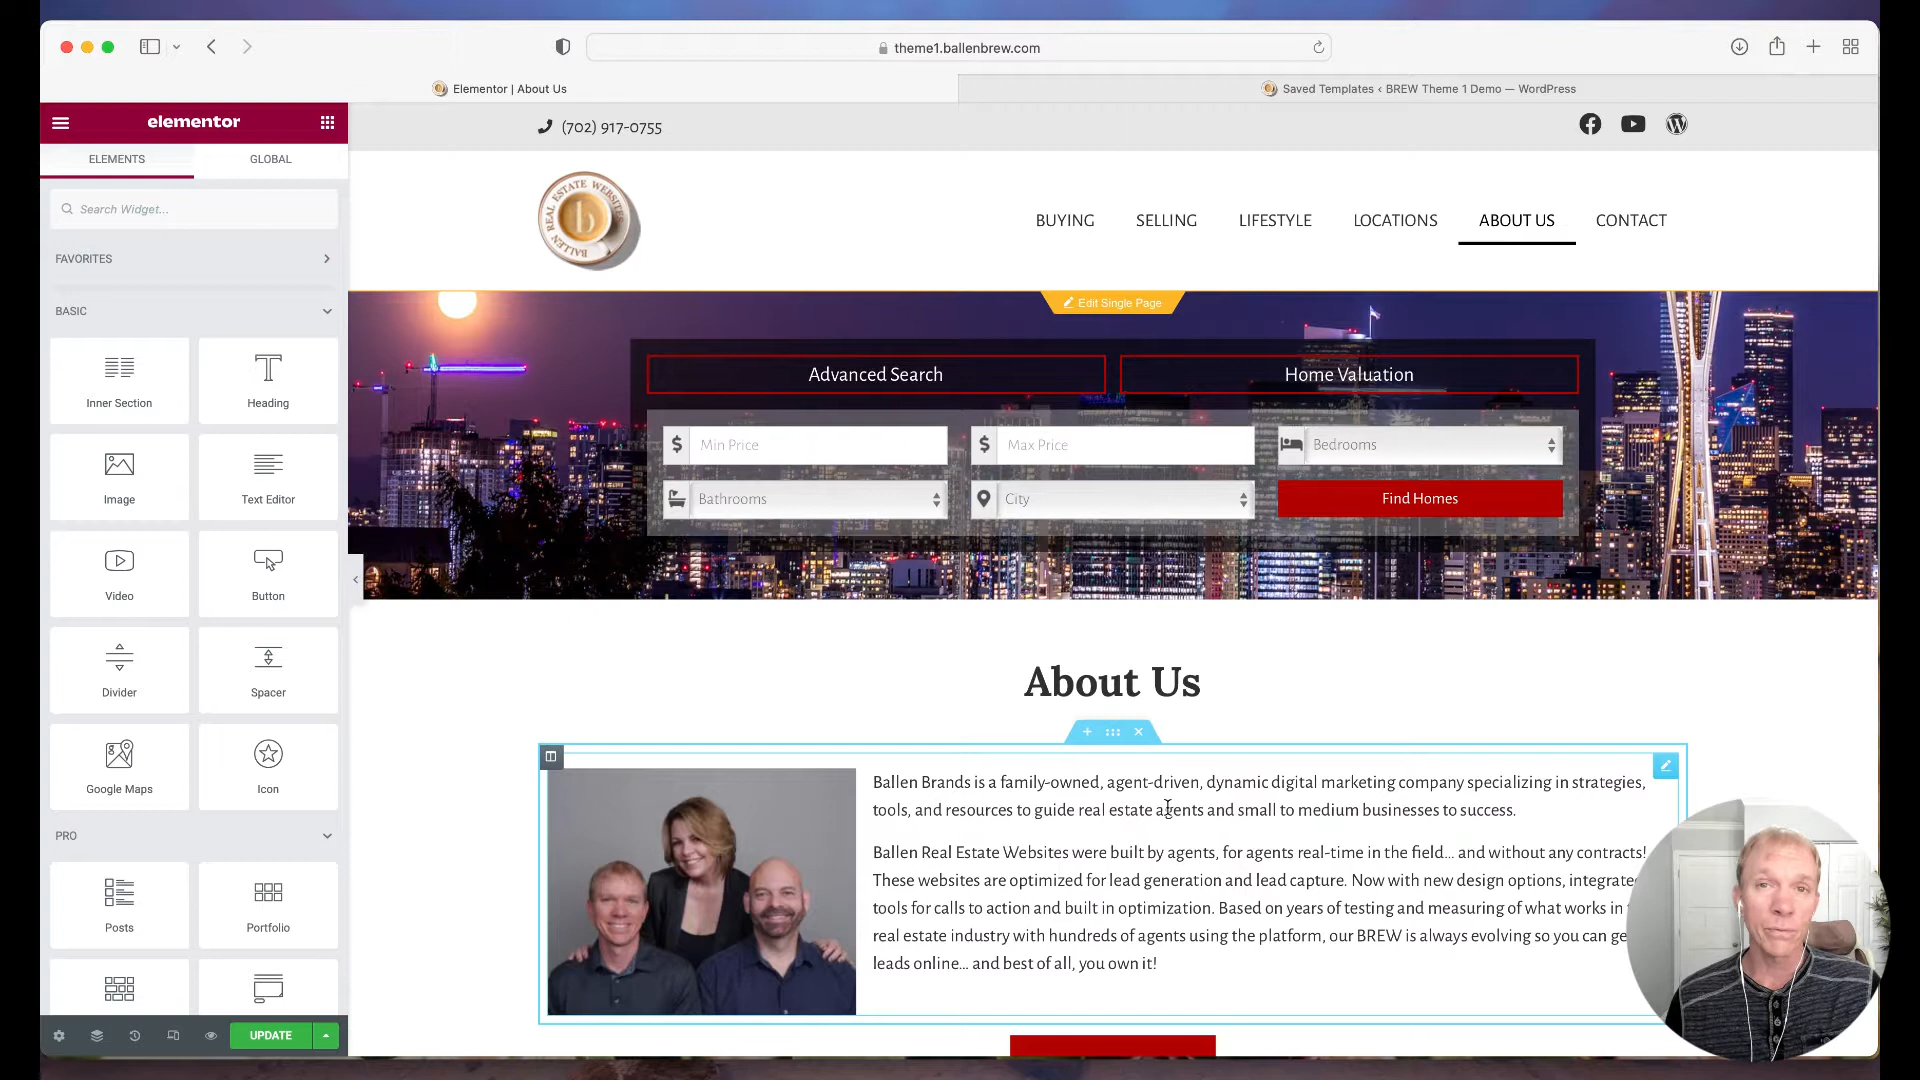 theme1.ballenbrew.com
Elementor | About Us
Saved Templates ‹ BREW Theme 1 Demo — WordPress
elementor
ELEMENTS
GLOBAL
Search Widget...
FAVORITES
BASIC
Inner Section
Heading
Image
Text Editor
Video
Button
Divider
Spacer
Google Maps
Icon
PRO
Posts
Portfolio
UPDATE
(702) 917-0755
BALLEN REAL ESTATE WEBSITES
b
BUYING
SELLING
LIFESTYLE
LOCATIONS
ABOUT US
CONTACT
Edit Single Page
Advanced Search
Home Valuation
$ Min Price
$ Max Price
Bedrooms
Bathrooms
City
Find Homes
About Us
Ballen Brands is a family-owned, agent-driven, dynamic digital marketing company specializing in strategies,
tools, and resources to guide real estate agents and small to medium businesses to success.
Ballen Real Estate Websites were built by agents, for agents real-time in the field... and without any contracts!
These websites are optimized for lead generation and lead capture. Now with new design options, integrate
tools for calls to action and built in optimization. Based on years of testing and measuring of what works in
real estate industry with hundreds of agents using the platform, our BREW is always evolving so you can ge
leads online... and best of all, you own it!